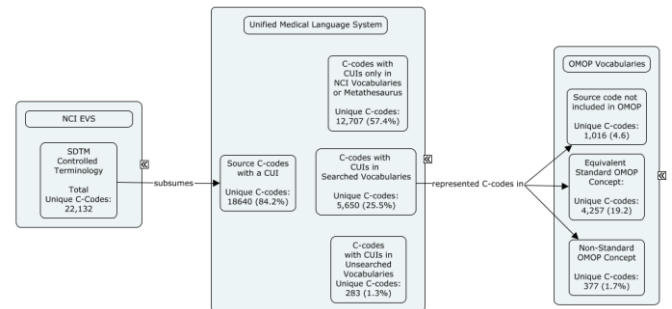 Unified Medical Language System
C-codes with
CUIs only in
NCI Vocabularies
or Metathesaurus
Unique C-codes:
12,707 (57.4%)
OMOP Vocabularies
Source code not
included in OMOP
Unique C-codes:
1,016 (4.6)
NCI EVS
SDTM
Controlled
Terminology
Total
Unique C-Codes:
22,132
subsumes
Source C-codes
with a CUI
Unique C-codes:
18640 (84.2%)
C-codes with
CUIs in
Searched Vocabularies
Unique C-codes:
5,650 (25.5%)
represented C-codes in
Equivalent
Standard OMOP
Concept:
Unique C-codes:
4,257 (19.2)
C-codes
with CUIs in
Unsearched
Vocabularies
Unique C-codes:
283 (1.3%)
Non-Standard
OMOP Concept
Unique C-codes:
377 (1.7%)